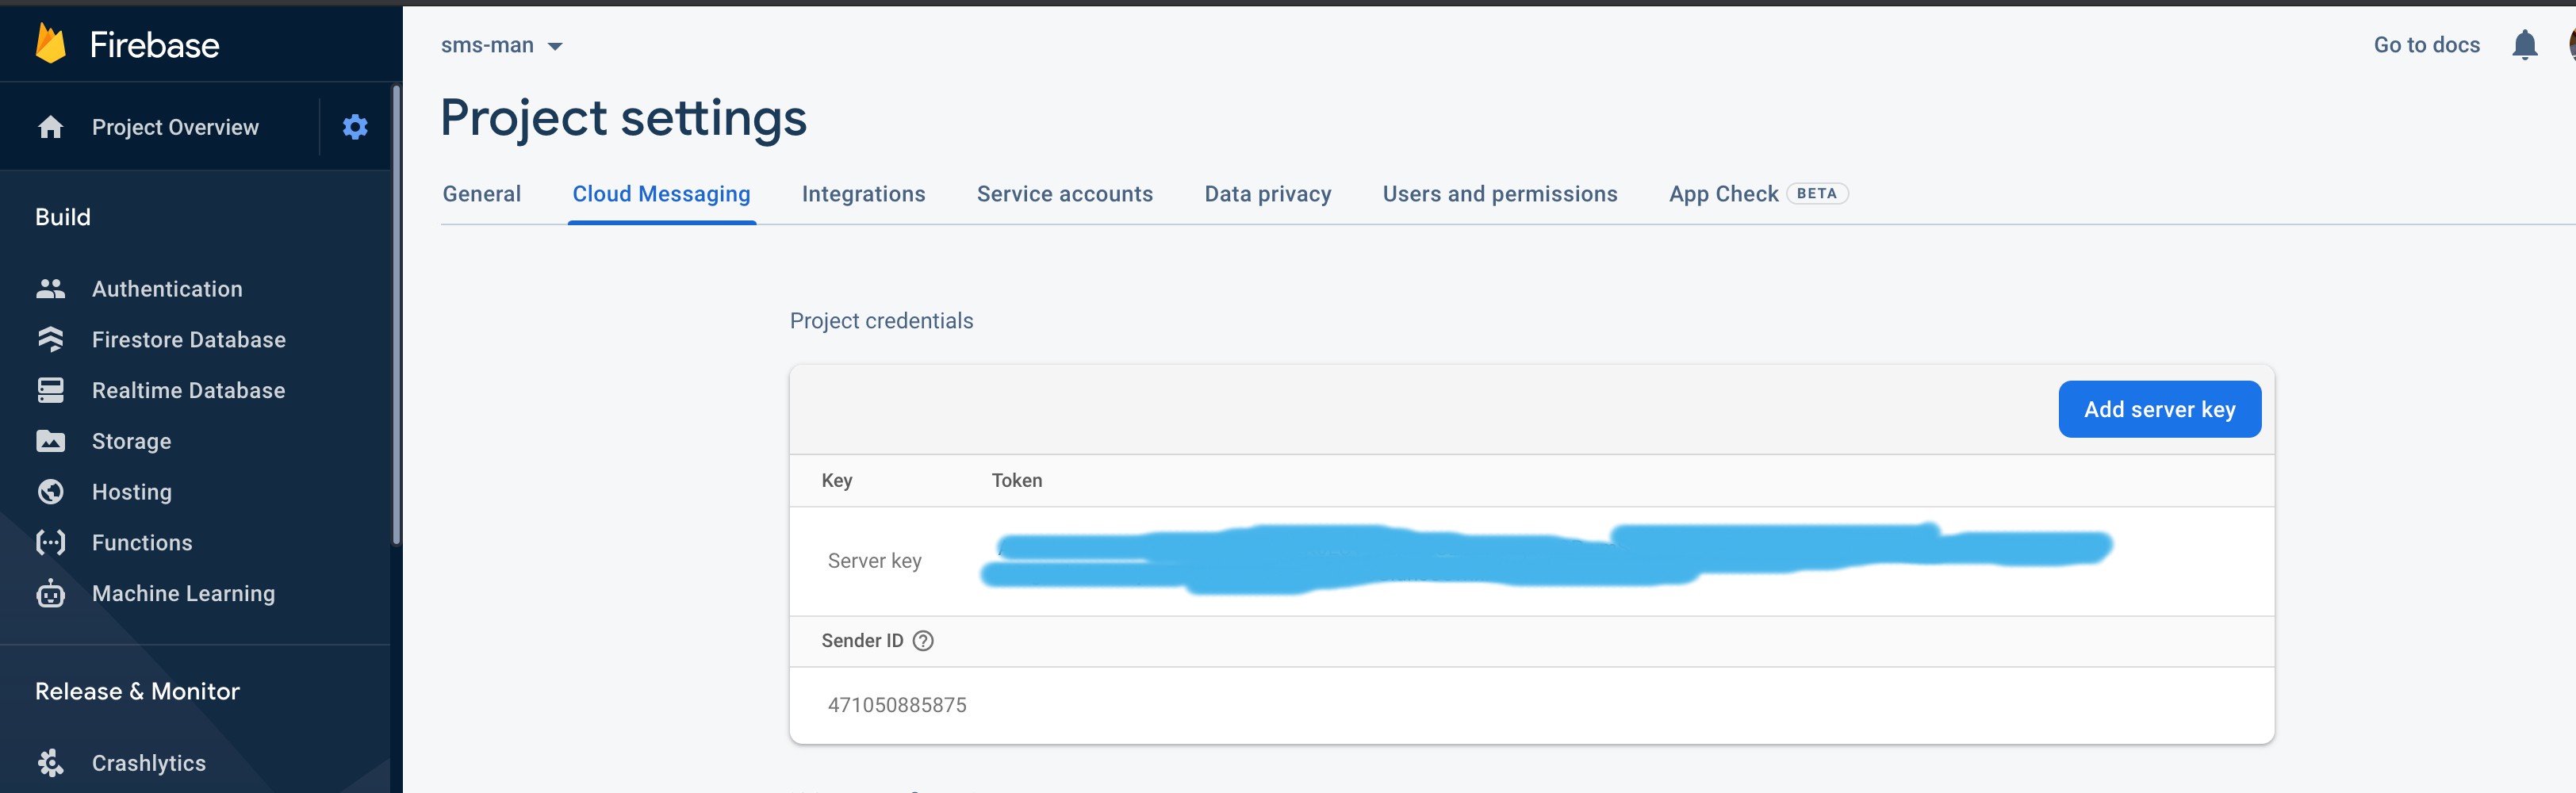 Firebase
Project Overview
Build
Authentication
Firestore Database
Realtime Database
Storage
Hosting
Functions
Machine Learning
Release & Monitor
Crashlytics
sms-man
Go to docs
Project settings
General Cloud Messaging Integrations Service accounts Data privacy Users and permissions App Check BETA
Project credentials
Add server key
Key Token
Server key
Sender ID ?
471050885875